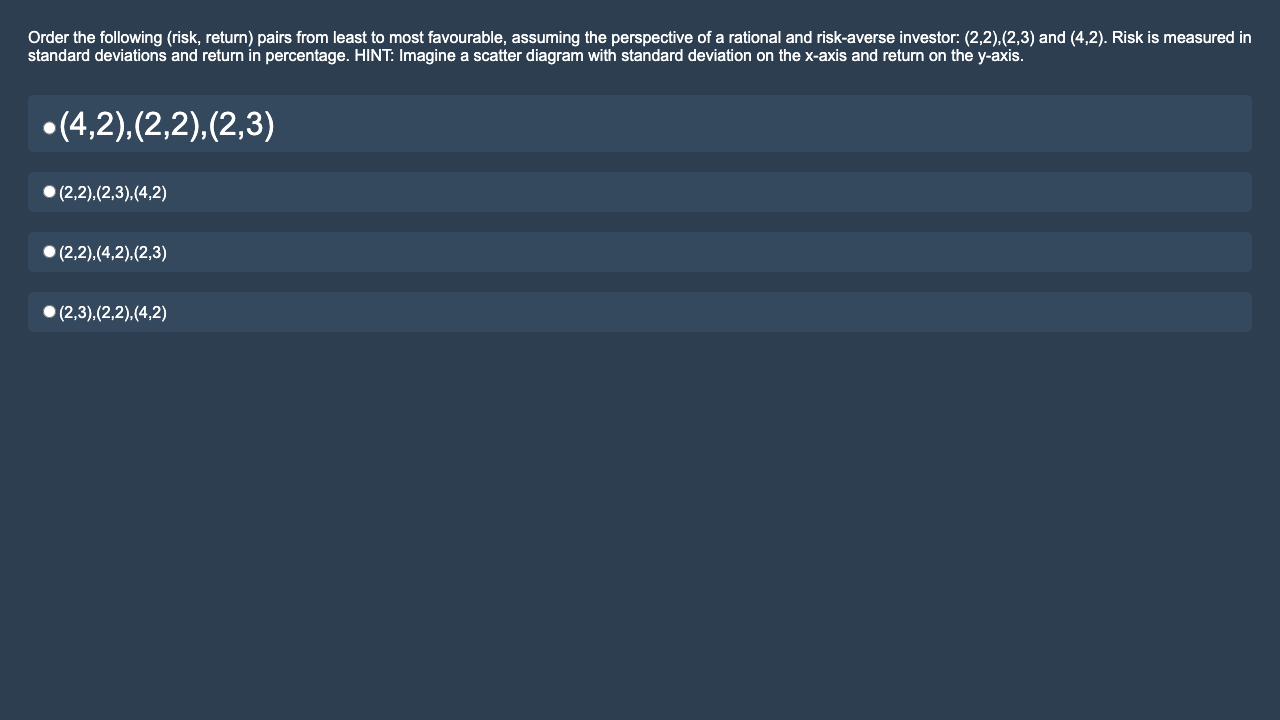 Order the following (risk, return) pairs from least to most favourable, assuming the perspective of a rational and risk-averse investor: (2,2),(2,3) and (4,2). Risk is measured in
standard deviations and return in percentage. HINT: Imagine a scatter diagram with standard deviation on the x-axis and return on the y-axis.
(4,2),(2,2),(2,3)
(2,2),(2,3),(4,2)
(2,2),(4,2),(2,3)
(2,3),(2,2),(4,2)